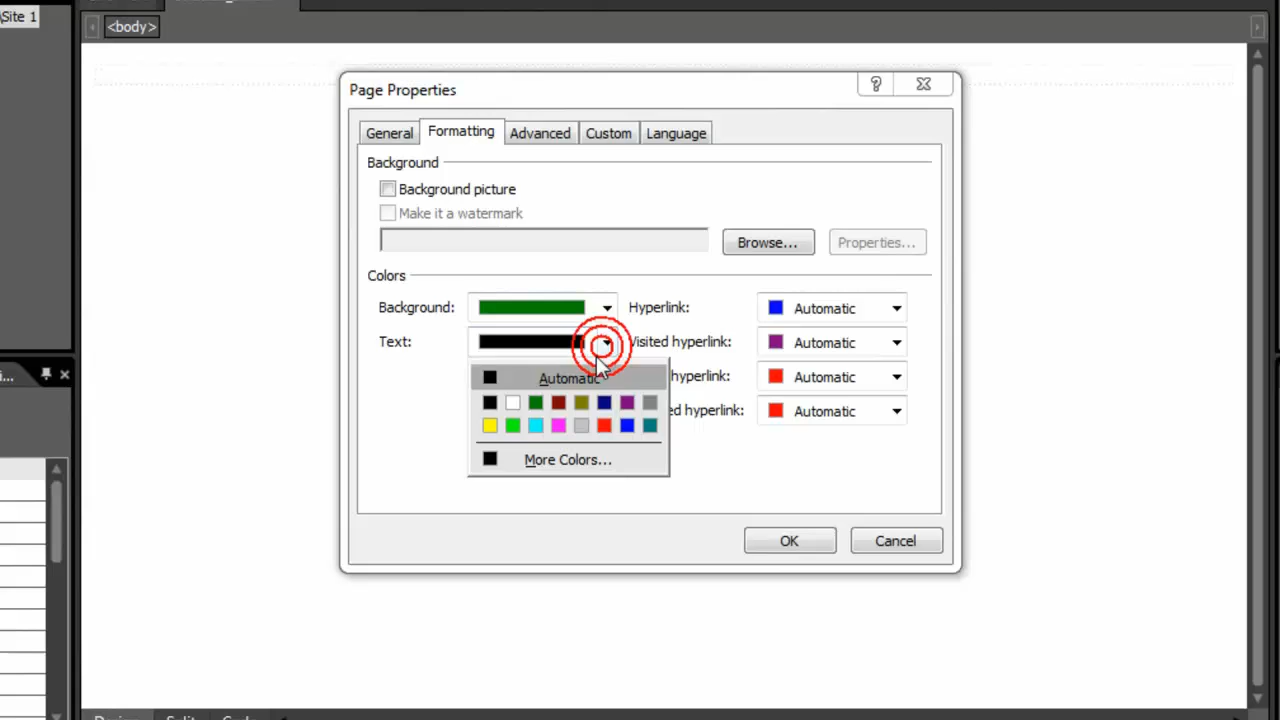 \Site 1
<body>
Page Properties
General Formatting Advanced Custom Language
Background
Background picture
Make it a watermark
Browse... Properties...
Colors
Background: Hyperlink: Automatic
Text: Visited hyperlink: Automatic
Automatic hyperlink: Automatic
d hyperlink: Automatic
More Colors...
OK Cancel